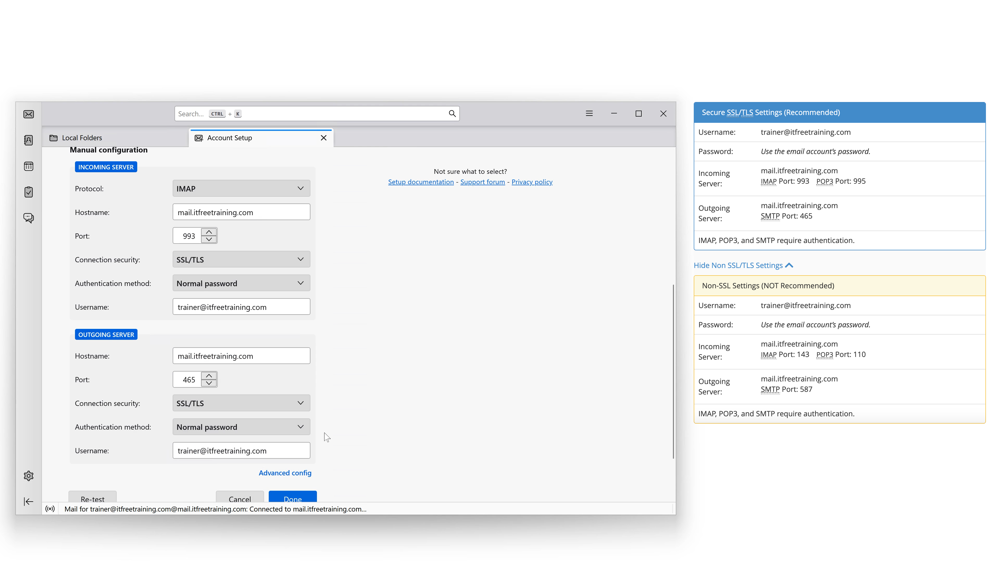 Search... CTRL + K
Local Folders
Account Setup
Manual configuration
INCOMING SERVER
Protocol: IMAP
Hostname: mail.itfreetraining.com
Port: 993
Connection security: SSL/TLS
Authentication method: Normal password
Username: trainer@itfreetraining.com
OUTGOING SERVER
Hostname: mail.itfreetraining.com
Port: 465
Connection security: SSL/TLS
Authentication method: Normal password
Username: trainer@itfreetraining.com
Advanced config
Re-test Cancel Done
Not sure what to select?
Setup documentation - Support forum - Privacy policy
Mail for trainer@itfreetraining.com@mail.itfreetraining.com: Connected to mail.itfreetraining.com...
Secure SSL/TLS Settings (Recommended)
Username: trainer@itfreetraining.com
Password: Use the email account's password.
Incoming Server:
mail.itfreetraining.com
IMAP Port: 993 POP3 Port: 995
Outgoing Server:
mail.itfreetraining.com
SMTP Port: 465
IMAP, POP3, and SMTP require authentication.
Hide Non SSL/TLS Settings
Non-SSL Settings (NOT Recommended)
Username: trainer@itfreetraining.com
Password: Use the email account's password.
Incoming Server:
mail.itfreetraining.com
IMAP Port: 143 POP3 Port: 110
Outgoing Server:
mail.itfreetraining.com
SMTP Port: 587
IMAP, POP3, and SMTP require authentication.